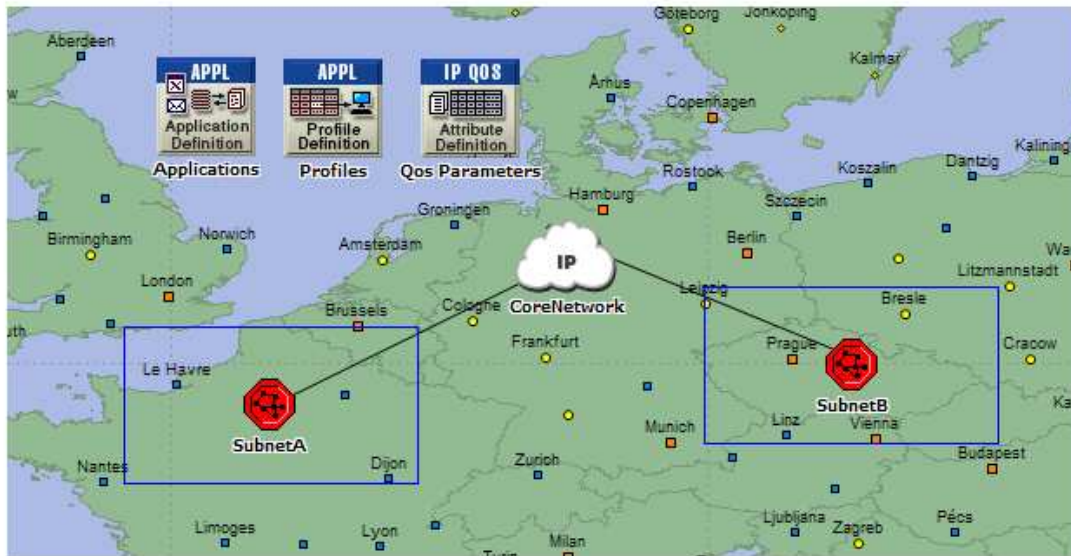 Göteborg
Jonkoping
Aberdeen
Kalmar
APPL
Application
Definition
Applications
APPL
Profile
Definition
Profiles
IP QOS
Attribute
Definition
Qos Parameters
Århus
Copenhagen
Kalining
Dantzig
Koszalin
Rostook
Hamburg
Szczecin
Groningen
Birmingham
Norwich
Amsterdam
IP
CoreNetwork
Berlin
Litzmannstadt
London
Leipzig
Bresle
Cologne
Brussels
outh
Le Havre
Frankfurt
Prague
Cracow
SubnetA
SubnetB
Linz
Vienna
Munich
Nantes
Dijon
Zurich
Budapest
Limoges
Lyon
Milan
Ljubljana
Zagreb
Pécs